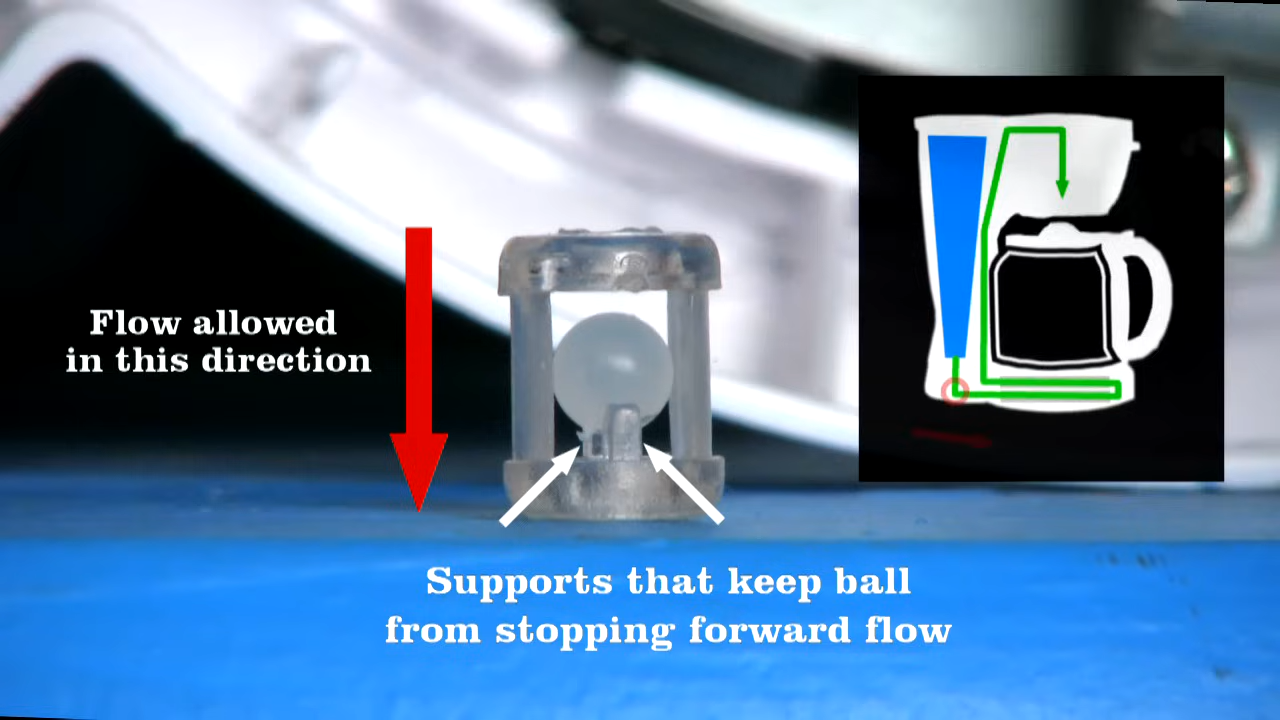 Flow allowed
in this direction
Supports that keep ball
from stopping forward flow